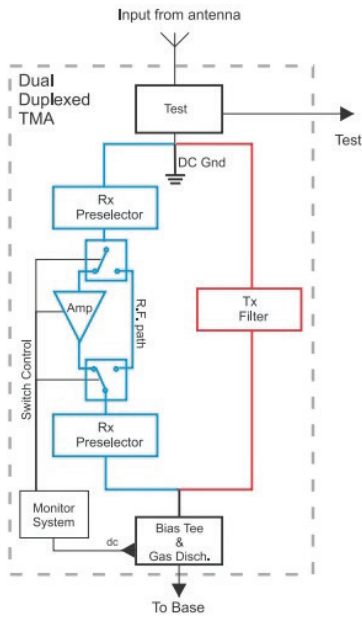 Input from antenna
Dual
Duplexed
TMA
Test
Test
DC Gnd
Rx
Preselector
Amp
R.F. path
Switch Control
Tx
Filter
Rx
Preselector
Monitor
System
dc
Bias Tee
&
Gas Disch.
To Base